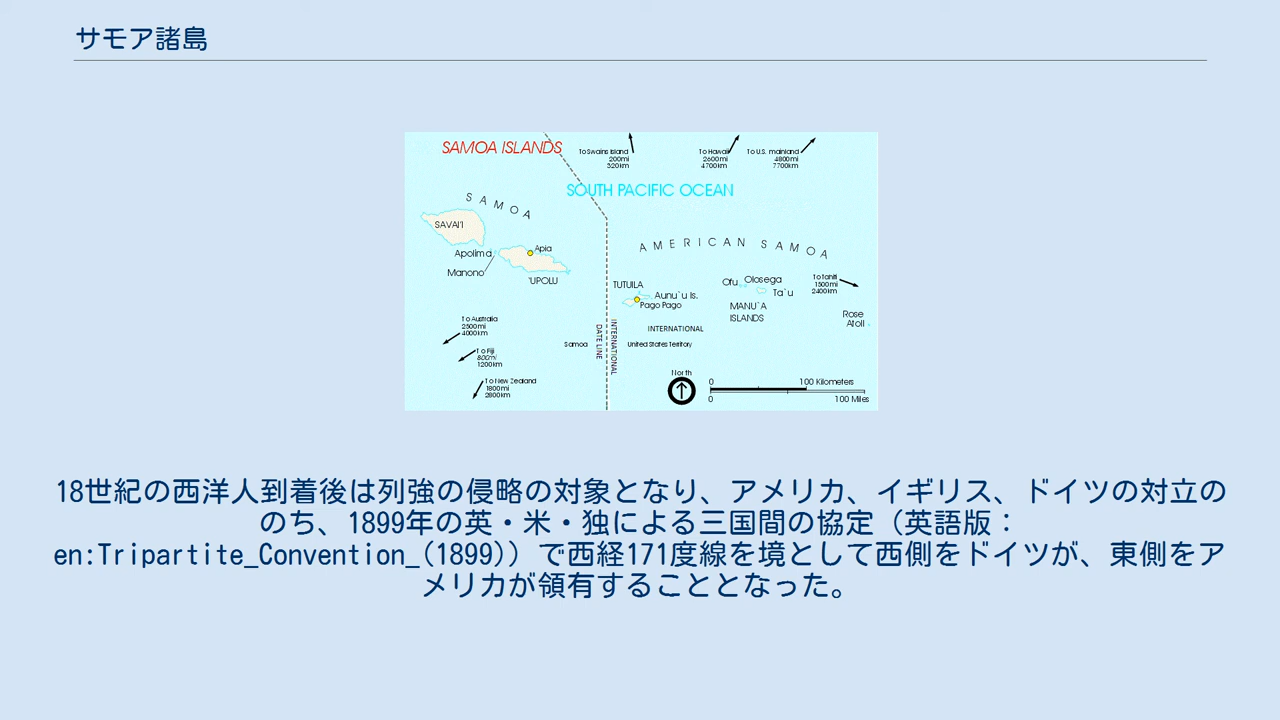 サモア諸島
SAMOA ISLANDS
To Swains Island
200mi
320km
To Hawaii
2600mi
4700km
To U.S. mainland
4800mi
7700km
SOUTH PACIFIC OCEAN
SAMOA
SAVAI'I
Apolima
Manono
Apia
'UPOLU
AMERICAN SAMOA
TUTUILA
Aunu`u Is.
Pago Pago
Ofu
Olosega
Ta`u
MANU`A
ISLANDS
To Tahiti
1500mi
2400km
Rose
Atoll
To Australia
2500mi
4000km
To Fiji
800mi
1200km
To New Zealand
1800mi
2800km
INTERNATIONAL
Samoa
United States Territory
INTERNATIONAL
DATE LINE
North
0
100 Kilometers
0
100 Miles
18世紀の西洋人到着後は列強の侵略の対象となり、アメリカ、イギリス、ドイツの対立の
のち、1899年の英・米・独による三国間の協定（英語版：
en:Tripartite_Convention_(1899)）で西経171度線を境として西側をドイツが、東側をア
メリカが領有することとなった。